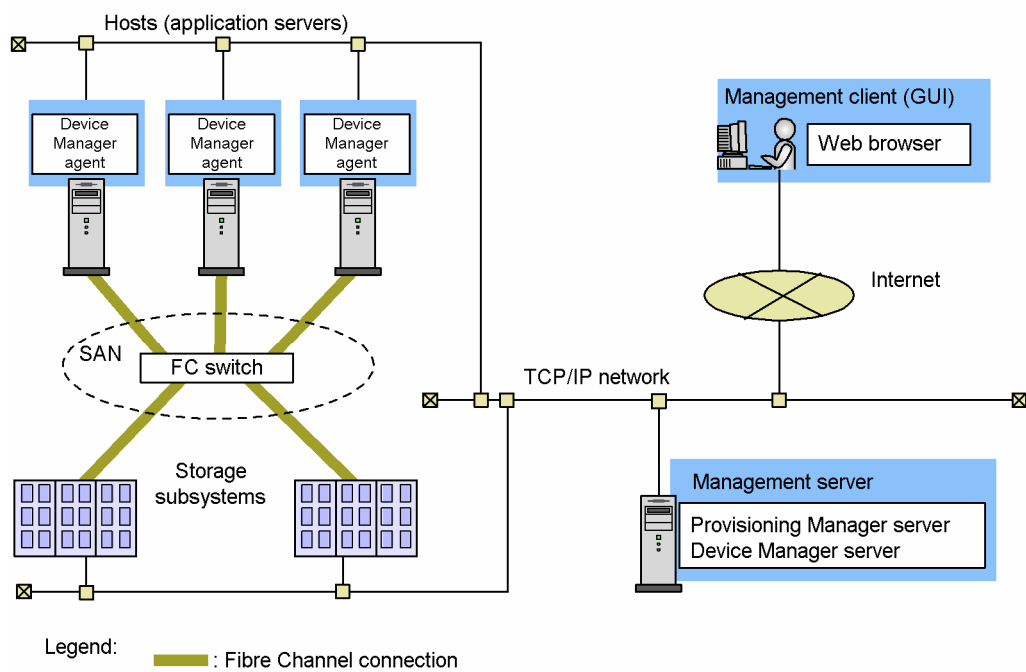 Hosts (application servers)
Device
Manager
agent
Device
Manager
agent
Device
Manager
agent
Management client (GUI)
Web browser
Internet
SAN
FC switch
TCP/IP network
Storage
subsystems
Management server
Provisioning Manager server
Device Manager server
Legend:
: Fibre Channel connection